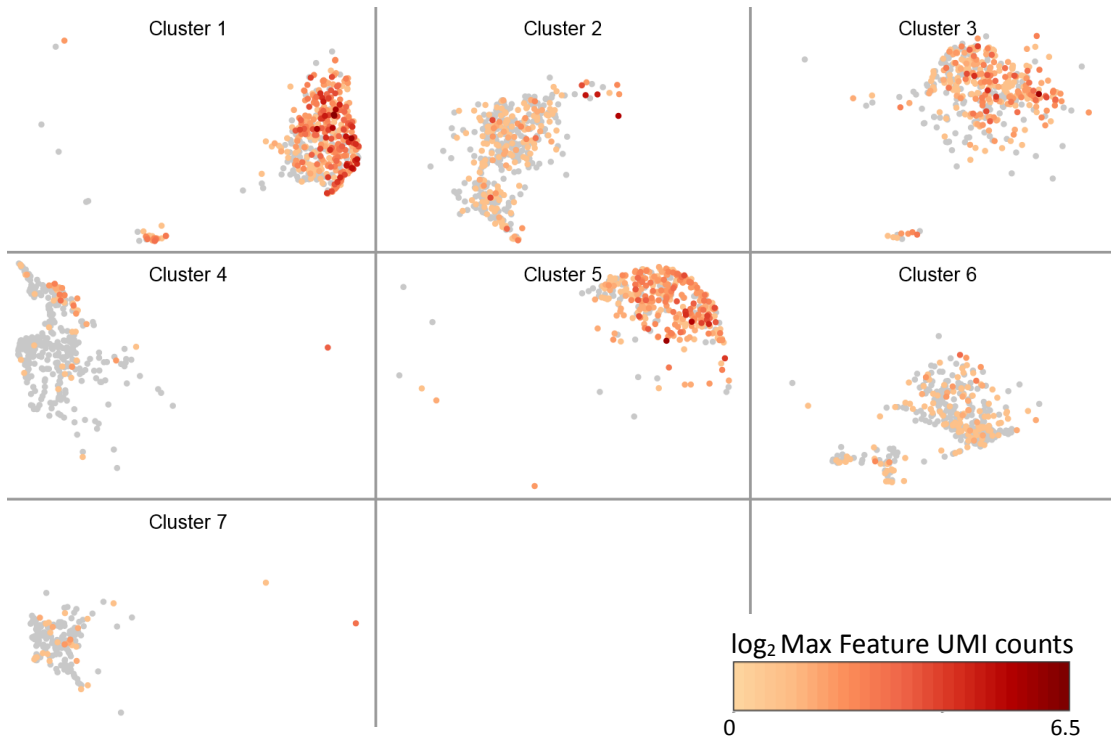 Cluster 1
Cluster 2
Cluster 3
Cluster 4
Cluster 5
Cluster 6
Cluster 7
log₂ Max Feature UMI counts
0 6.5